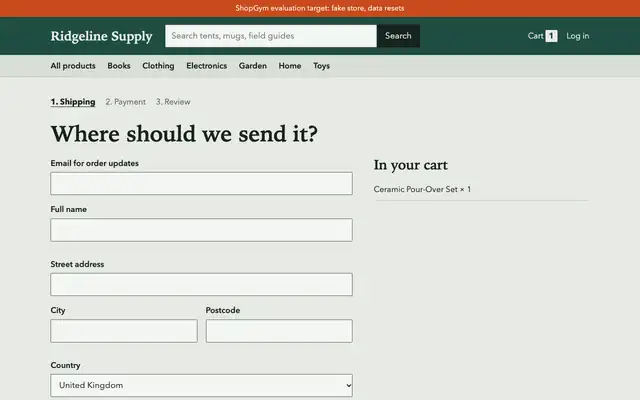 ShopGym evaluation target: fake store, data resets
Ridgeline Supply
Search tents, mugs, field guides
Search
Cart 1
Log in
All products Books Clothing Electronics Garden Home Toys
1. Shipping 2. Payment 3. Review
Where should we send it?
Email for order updates
Full name
Street address
City Postcode
Country
United Kingdom
In your cart
Ceramic Pour-Over Set × 1